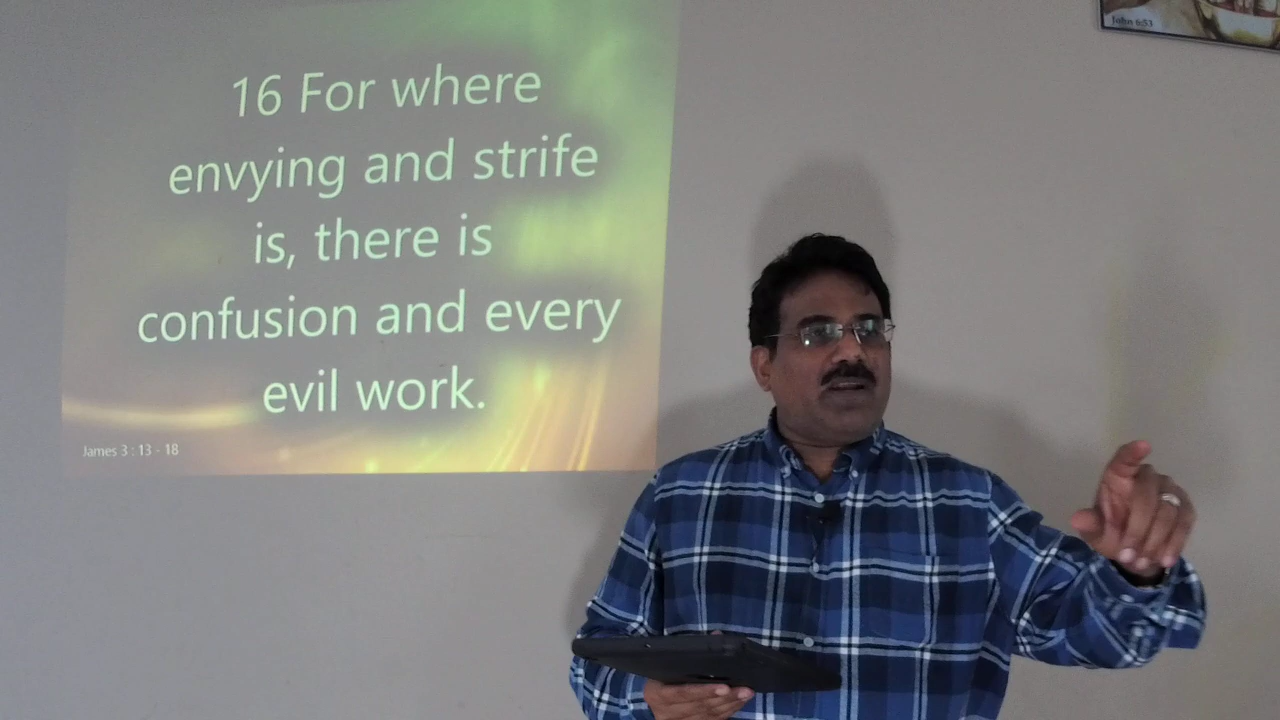 16 For where
envying and strife
is, there is
confusion and every
evil work.
James 3 : 13 - 18
John 6:53